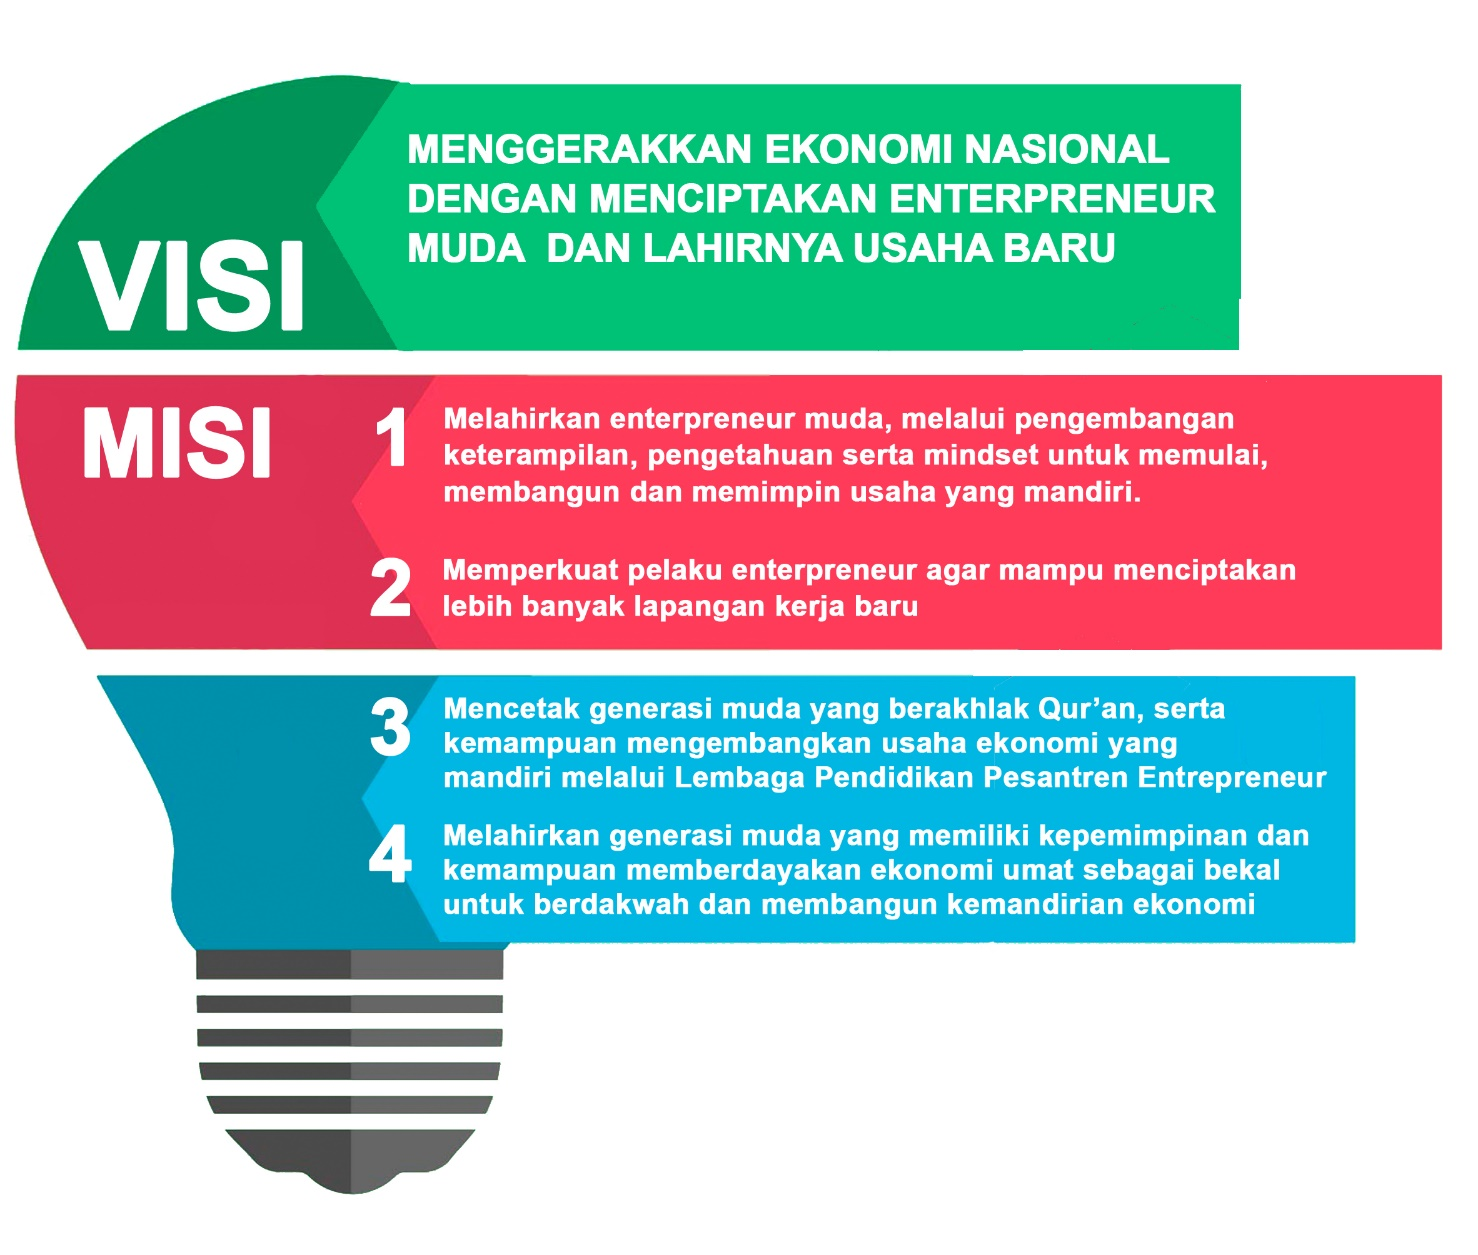 VISI
MENGGERAKKAN EKONOMI NASIONAL
DENGAN MENCIPTAKAN ENTERPRENEUR
MUDA DAN LAHIRNYA USAHA BARU
MISI
1
Melahirkan enterpreneur muda, melalui pengembangan
keterampilan, pengetahuan serta mindset untuk memulai,
membangun dan memimpin usaha yang mandiri.
2
Memperkuat pelaku enterpreneur agar mampu menciptakan
lebih banyak lapangan kerja baru
3
Mencetak generasi muda yang berakhlak Qur’an, serta
kemampuan mengembangkan usaha ekonomi yang
mandiri melalui Lembaga Pendidikan Pesantren Entrepreneur
4
Melahirkan generasi muda yang memiliki kepemimpinan dan
kemampuan memberdayakan ekonomi umat sebagai bekal
untuk berdakwah dan membangun kemandirian ekonomi